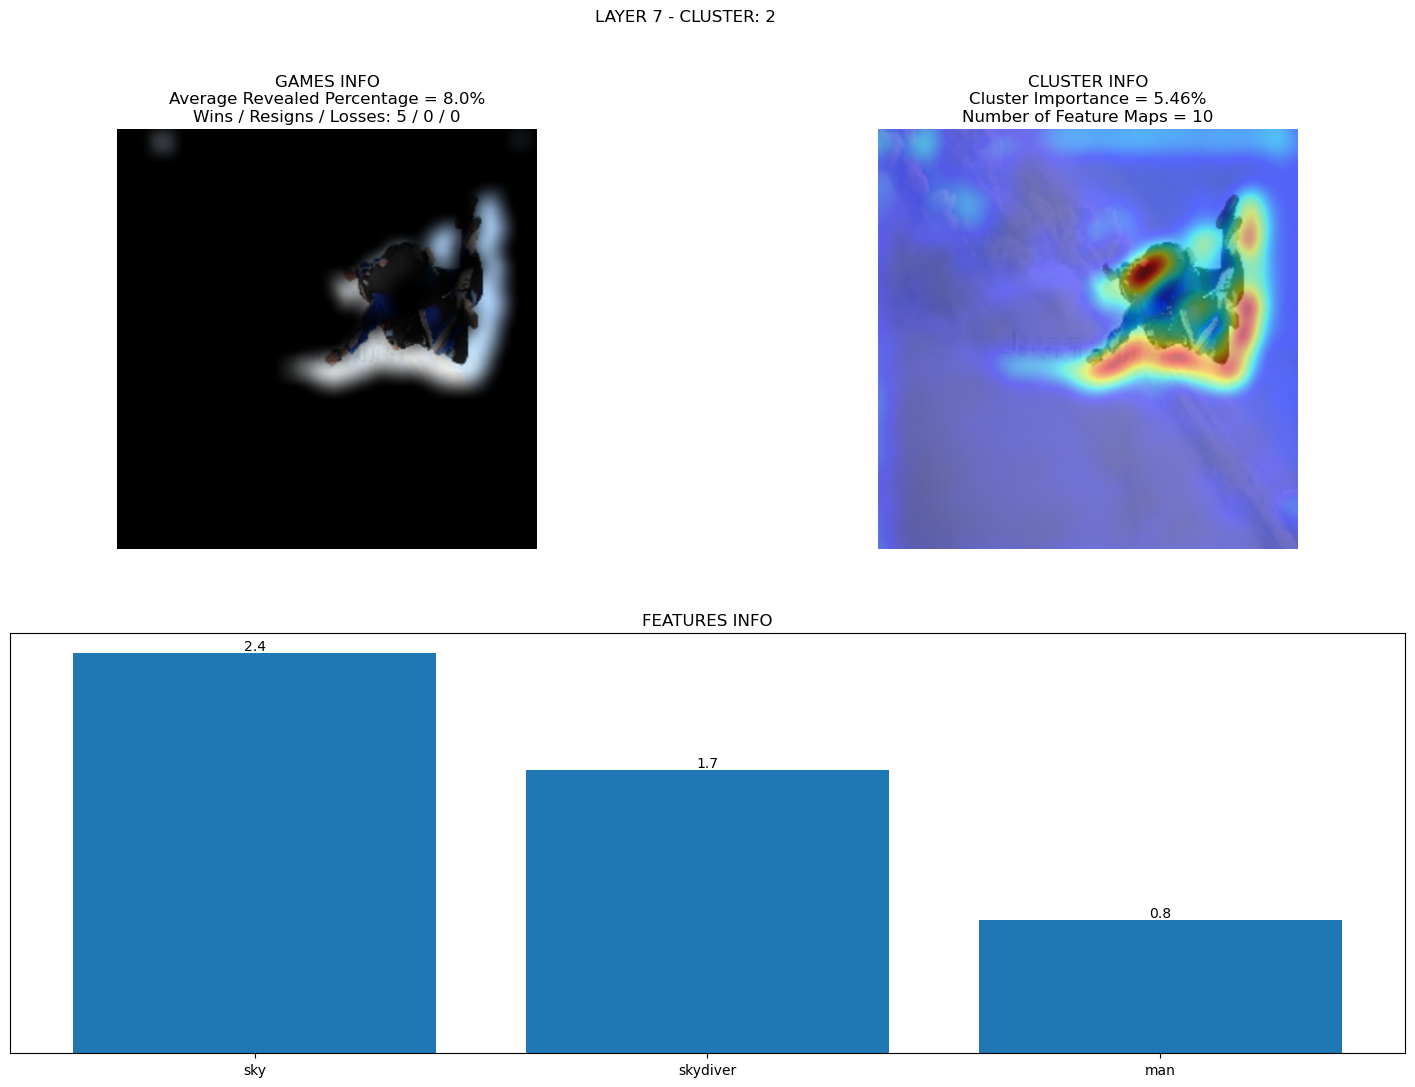 LAYER 7 - CLUSTER: 2
GAMES INFO
Average Revealed Percentage = 8.0%
Wins / Resigns / Losses: 5 / 0 / 0
CLUSTER INFO
Cluster Importance = 5.46%
Number of Feature Maps = 10
FEATURES INFO
2.4
1.7
0.8
sky
skydiver
man